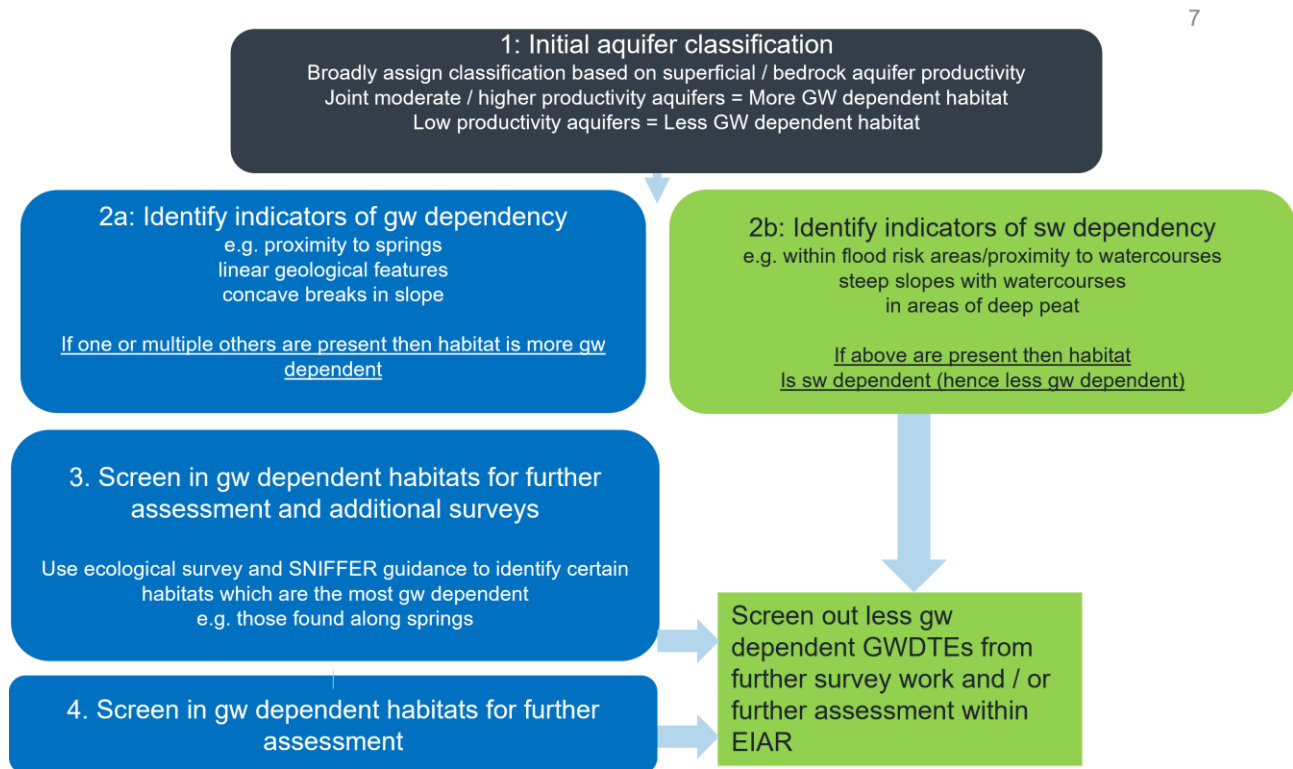 7
1: Initial aquifer classification
Broadly assign classification based on superficial / bedrock aquifer productivity
Joint moderate / higher productivity aquifers = More GW dependent habitat
Low productivity aquifers = Less GW dependent habitat
2a: Identify indicators of gw dependency
e.g. proximity to springs
linear geological features
concave breaks in slope
If one or multiple others are present then habitat is more gw
dependent
2b: Identify indicators of sw dependency
e.g. within flood risk areas/proximity to watercourses
steep slopes with watercourses
in areas of deep peat
If above are present then habitat
Is sw dependent (hence less gw dependent)
3. Screen in gw dependent habitats for further
assessment and additional surveys
Use ecological survey and SNIFFER guidance to identify certain
habitats which are the most gw dependent
e.g. those found along springs
4. Screen in gw dependent habitats for further
assessment
Screen out less gw
dependent GWDTEs from
further survey work and / or
further assessment within
EIAR